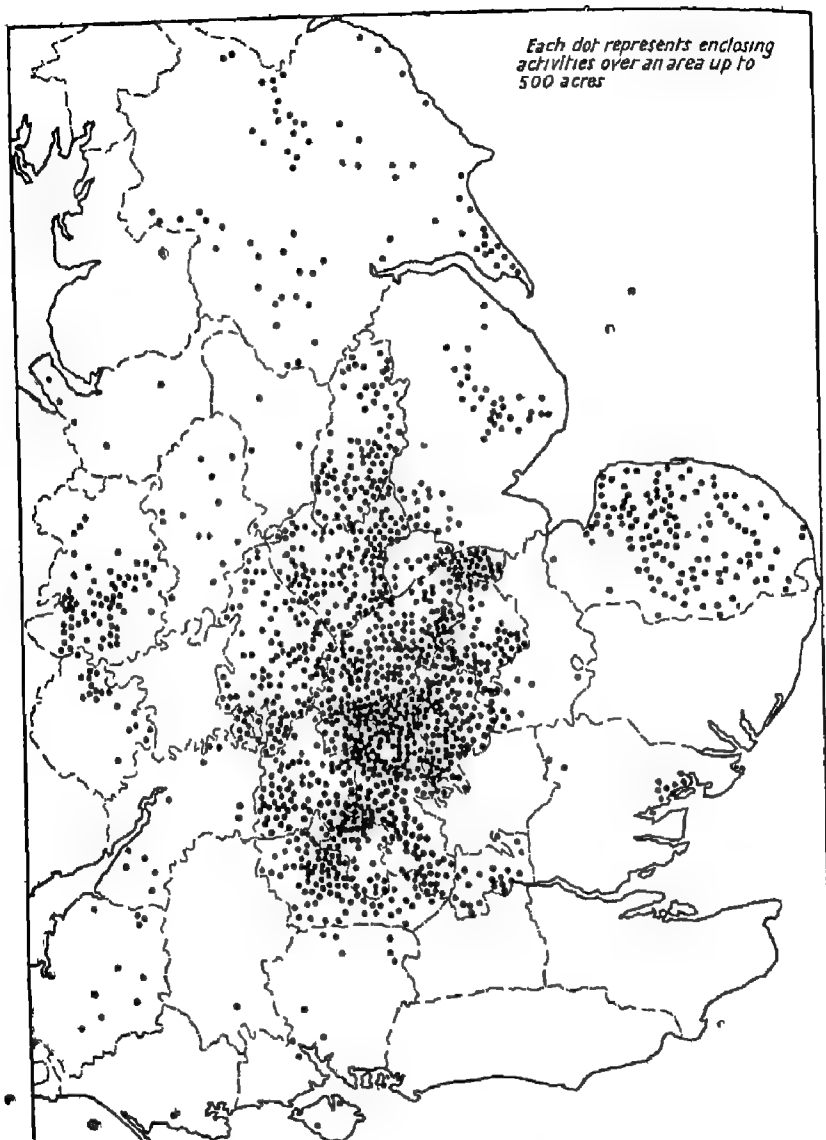 Each dot represents enclosing
activities over an area up to
500 acres